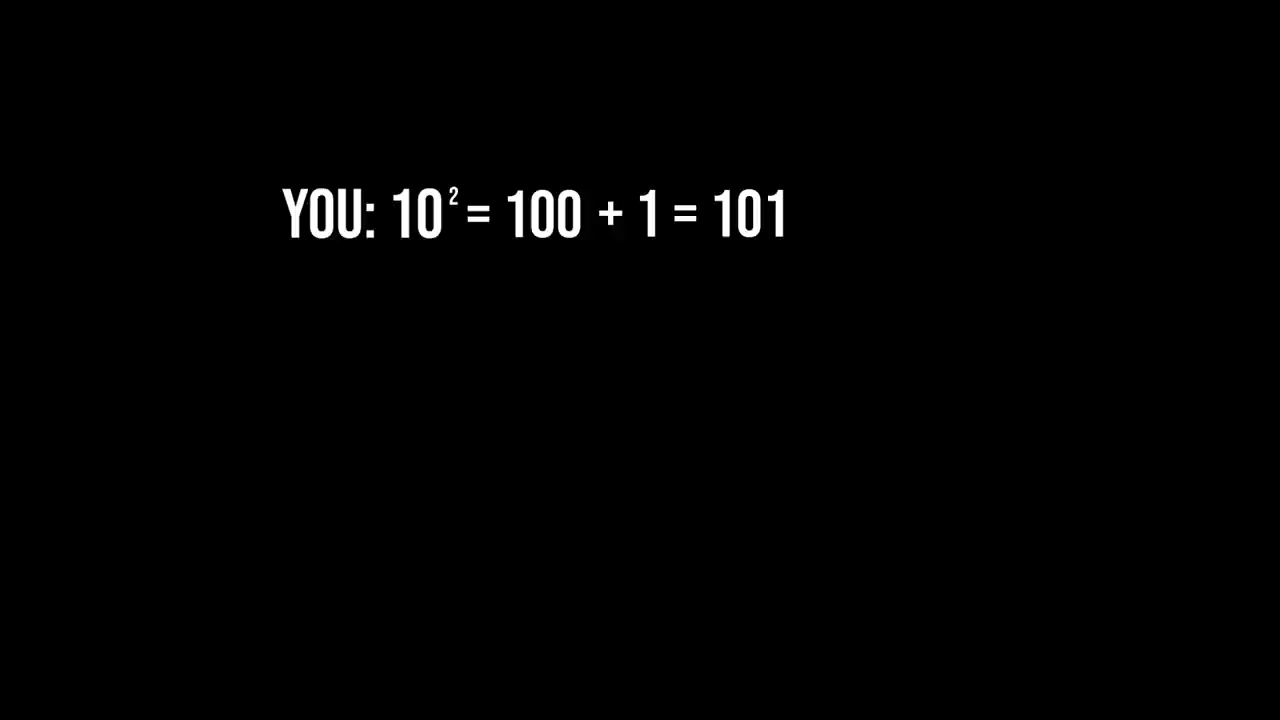 YOU: 10² = 100 + 1 = 101